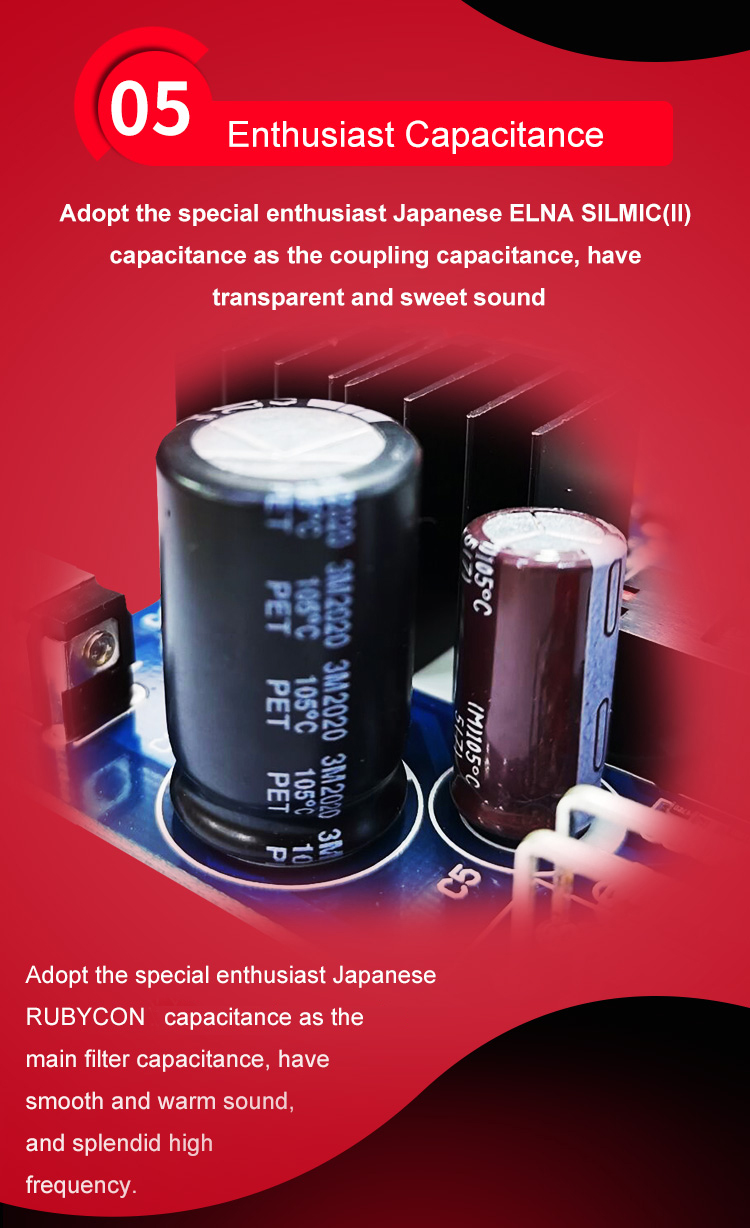 05
Enthusiast Capacitance
Adopt the special enthusiast Japanese ELNA SILMIC(II)
capacitance as the coupling capacitance, have
transparent and sweet sound
3M2020
105°C
PET
3M2020
105°C
PET
3M2020
105°C
PET
105°C
(M)105°C
C5
Adopt the special enthusiast Japanese
RUBYCON capacitance as the
main filter capacitance, have
smooth and warm sound,
and splendid high
frequency.